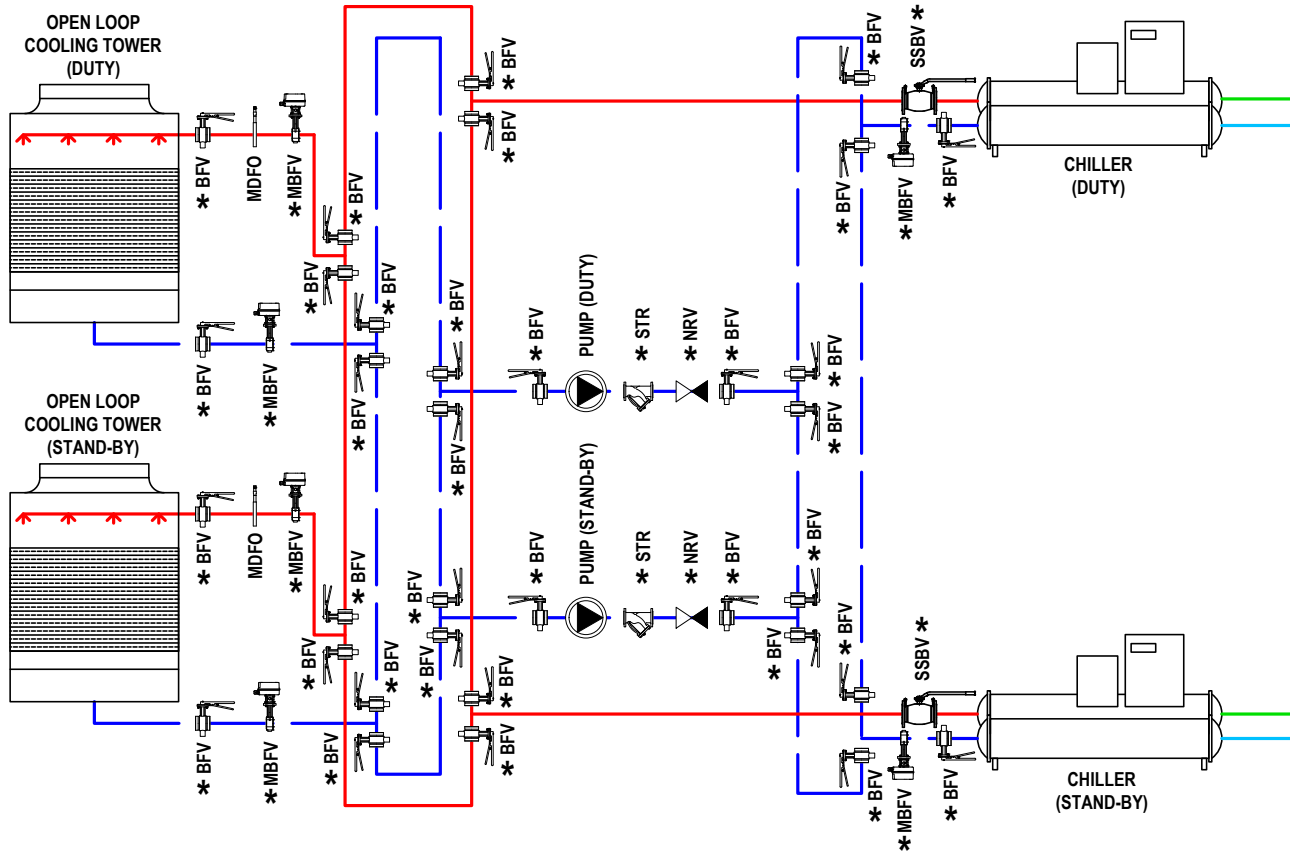 OPEN LOOP
COOLING TOWER
(DUTY)
* BFV
MDFO
* MBFV
* BFV
* BFV
* BFV
* MBFV
* BFV
* BFV
* BFV
* BFV
* BFV
* BFV
* BFV
PUMP (DUTY)
* STR
* NRV
* BFV
* BFV
* BFV
* BFV
SSBV *
* BFV
* MBFV
* BFV
CHILLER
(DUTY)
OPEN LOOP
COOLING TOWER
(STAND-BY)
* BFV
MDFO
* MBFV
* BFV
* BFV
* BFV
* MBFV
* BFV
* BFV
* BFV
* BFV
* BFV
* BFV
* BFV
PUMP (STAND-BY)
* STR
* NRV
* BFV
* BFV
* BFV
* BFV
SSBV *
* BFV
* MBFV
* BFV
CHILLER
(STAND-BY)